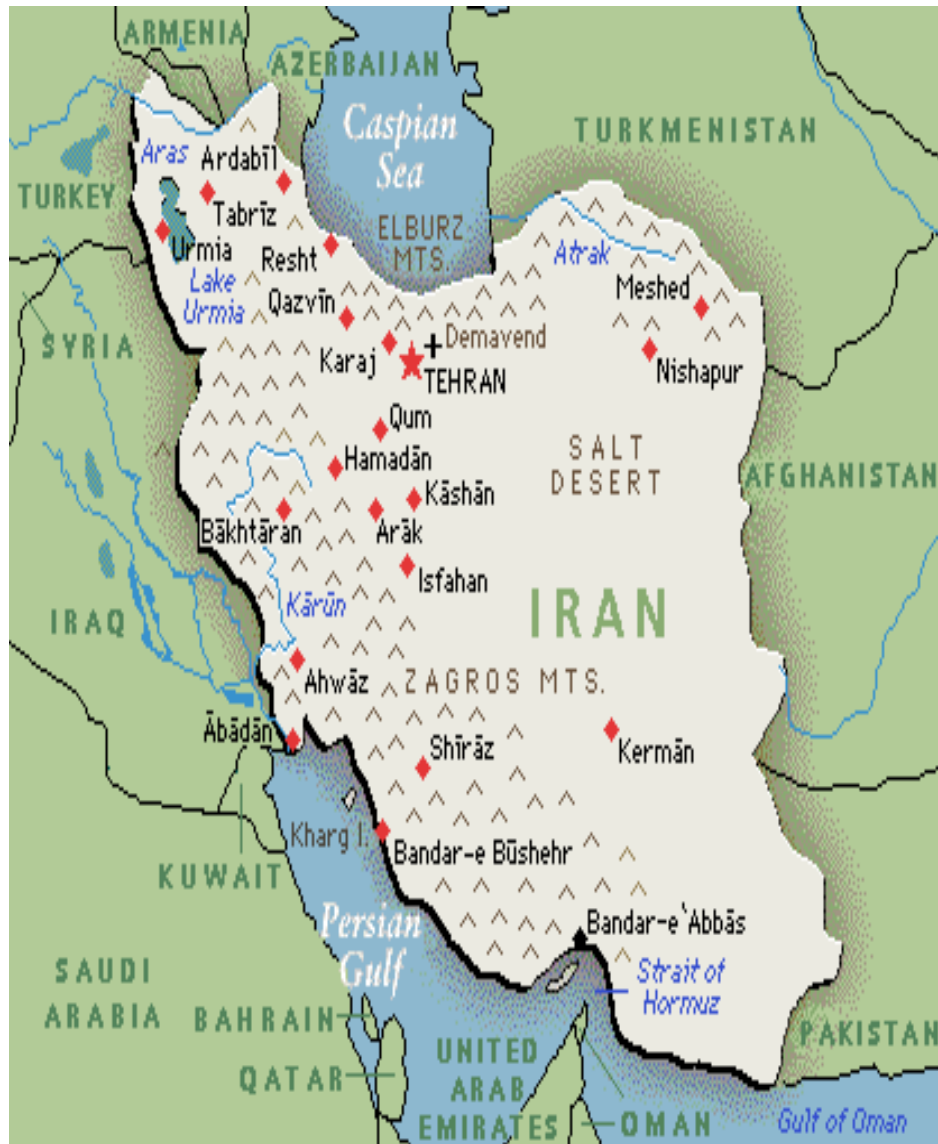 ARMENIA
AZERBAIJAN
Caspian
Sea
TURKMENISTAN
Aras
Ardabīl
TURKEY
Tabrīz
ELBURZ
MTS.
Urmia
Resht
Atrak
Lake
Urmia
Qazvīn
Meshed
SYRIA
Karaj
Demavend
TEHRAN
Nishapur
Qum
SALT
DESERT
Hamadān
AFGHANISTAN
Kāshān
Bākhtāran
Arāk
Isfahan
Kārūn
IRAN
IRAQ
Ahwāz
ZAGROS MTS.
Ābādān
Shīrāz
Kermān
Kharg I.
Bandar-e Būshehr
KUWAIT
Persian
Gulf
Bandar-e `Abbās
SAUDI
ARABIA
Strait of
Hormuz
BAHRAIN
PAKISTAN
QATAR
UNITED
ARAB
EMIRATES
OMAN
Gulf of Oman